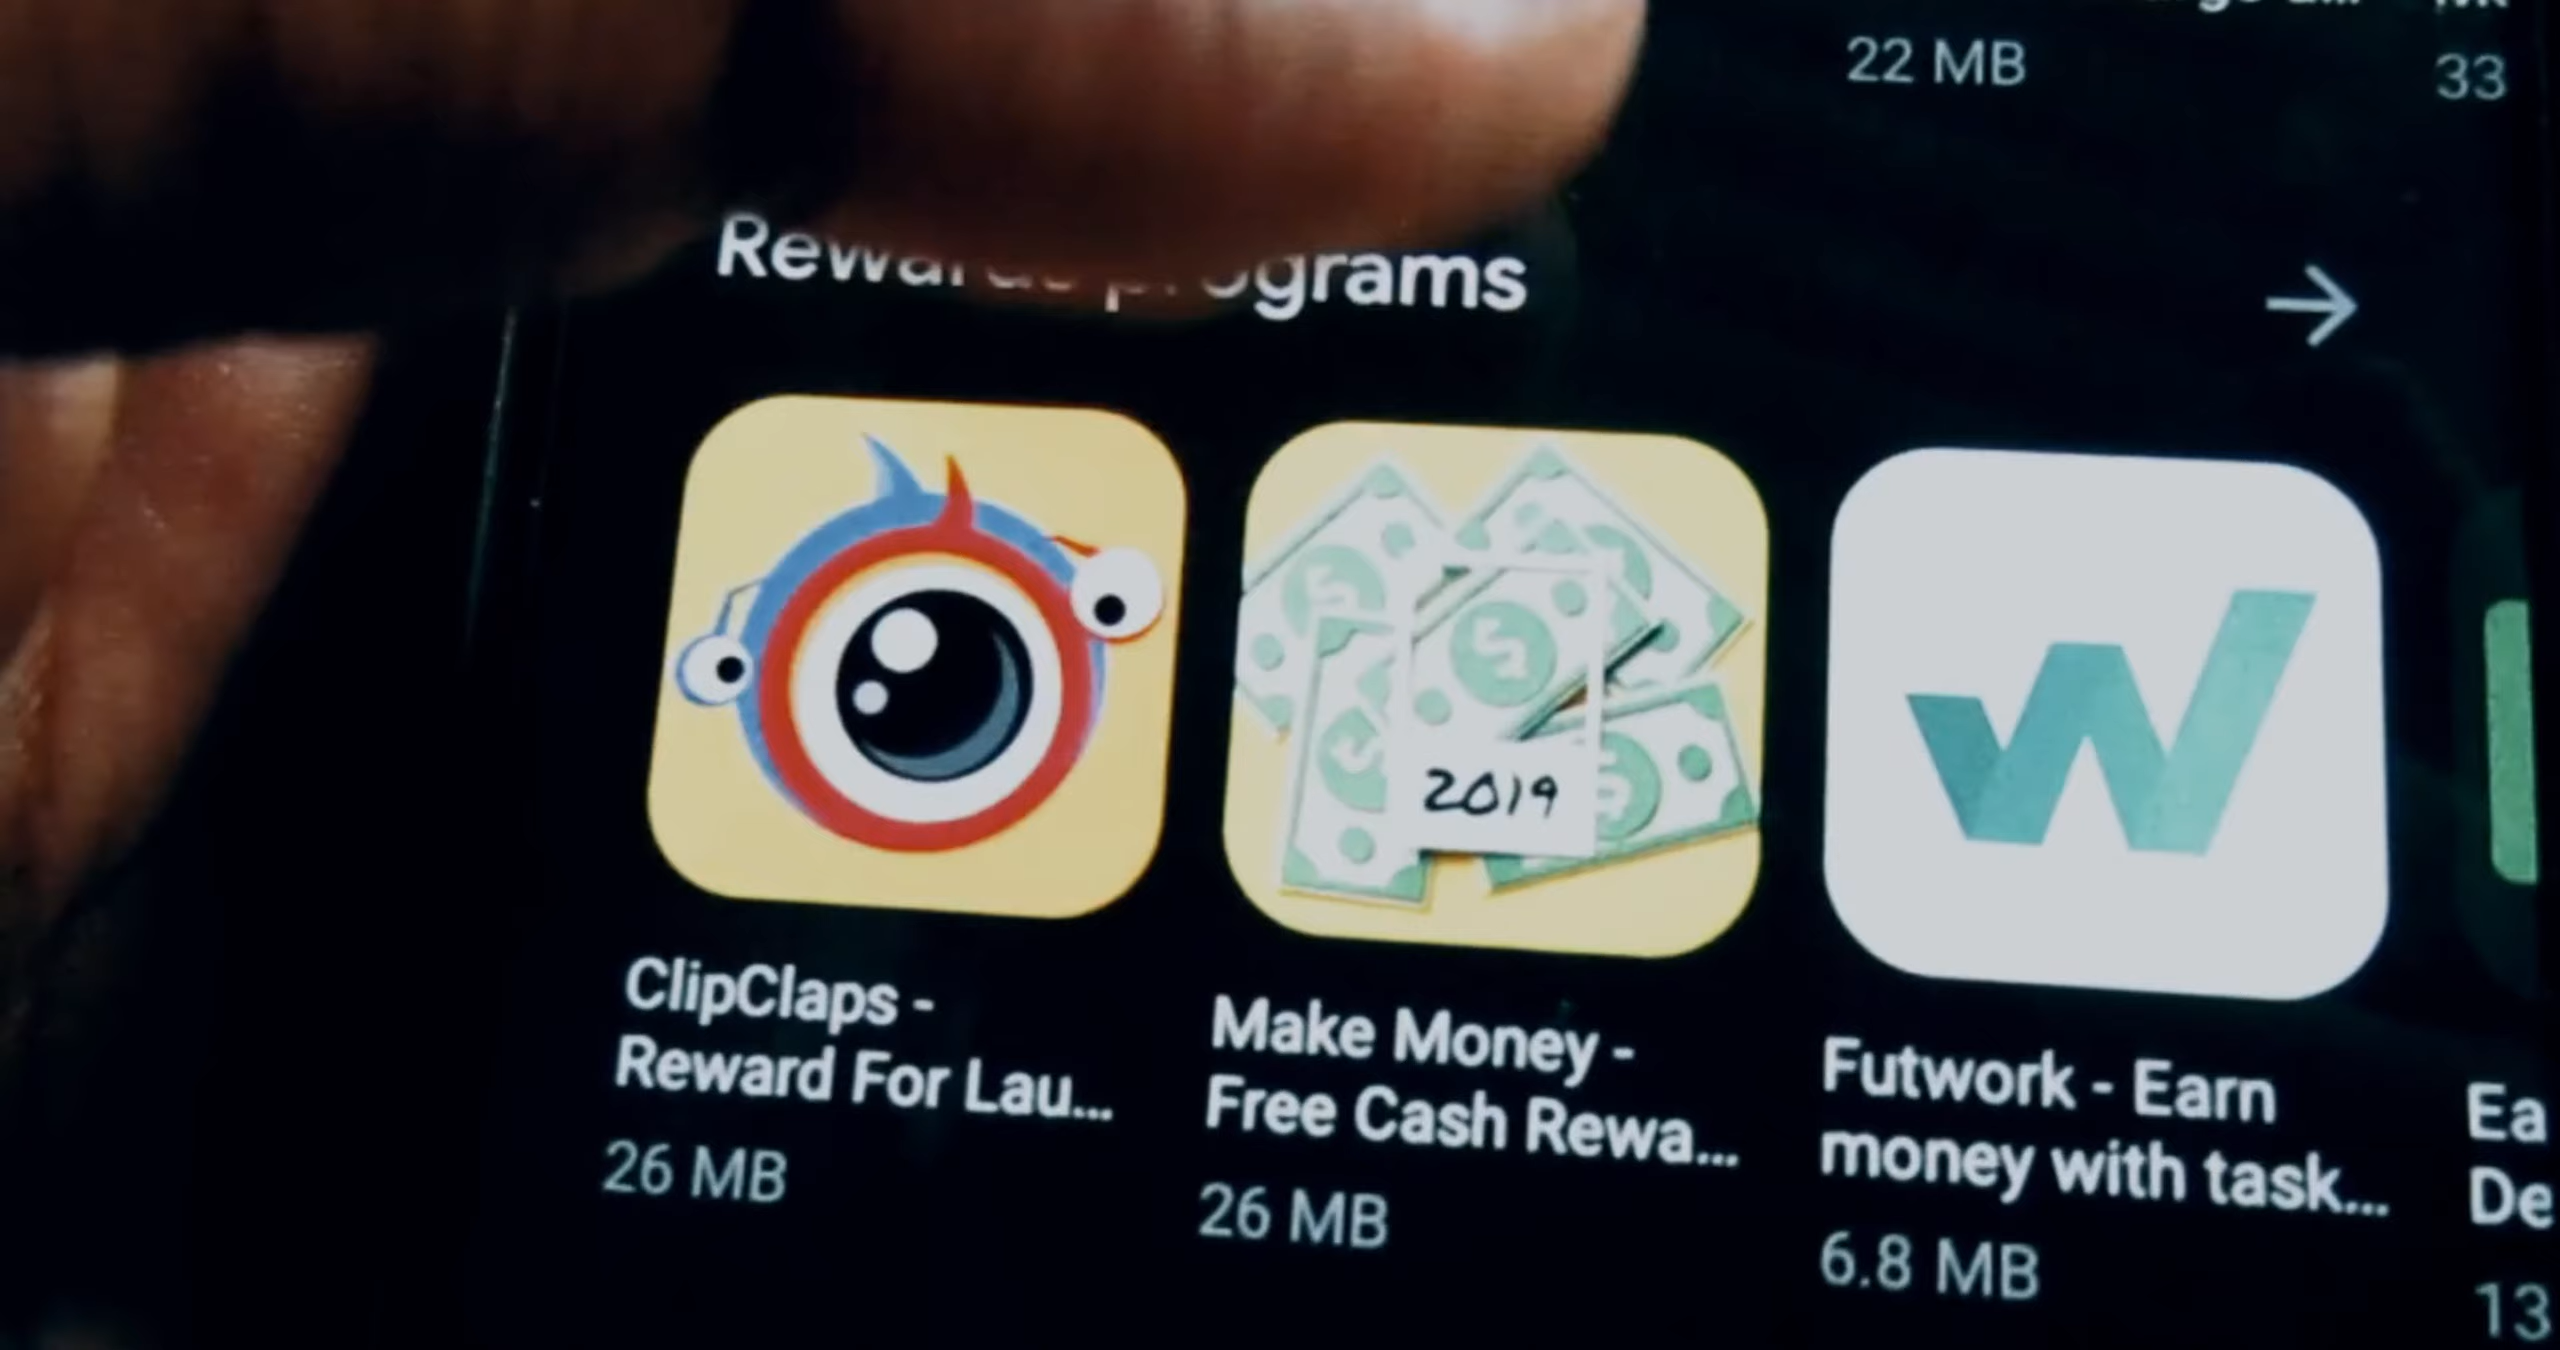 22 MB
33
Rewards programs
2019
ClipClaps -
Reward For Lau...
26 MB
Make Money -
Free Cash Rewa...
26 MB
Futwork - Earn
money with task...
6.8 MB
Ea
De
13